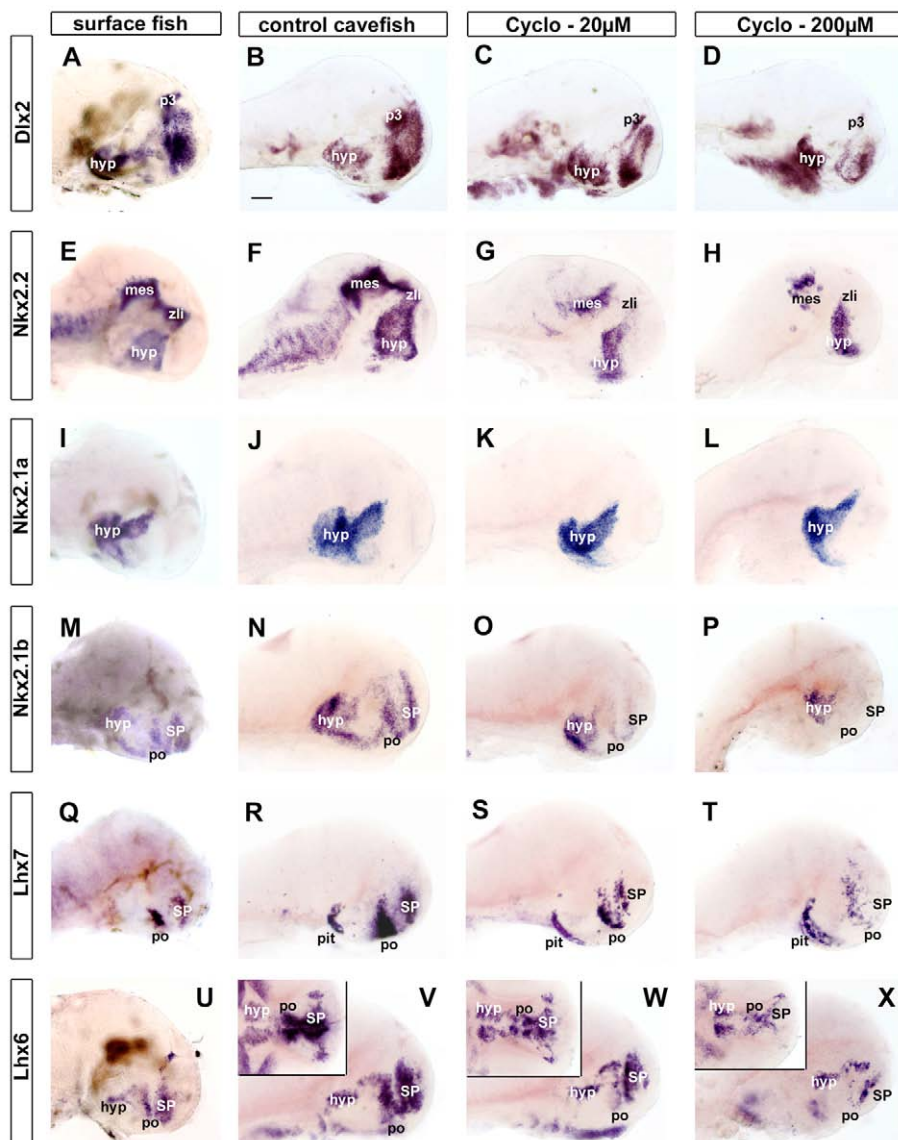 surface fish control cavefish Cyclo - 20µM Cyclo - 200µM
Dlx2
A B C D
p3 p3 p3 p3
hyp hyp hyp hyp
Nkx2.2
E F G H
mes mes mes mes
zli zli zli zli
hyp hyp hyp hyp
Nkx2.1a
I J K L
hyp hyp hyp hyp
Nkx2.1b
M N O P
hyp hyp hyp hyp
SP SP SP SP
po po po po
Lhx7
Q R S T
SP SP SP SP
po pit po pit po pit po
Lhx6
U V W X
hyp po SP hyp po SP hyp po SP
hyp SP hyp SP hyp SP hyp SP
po po po po